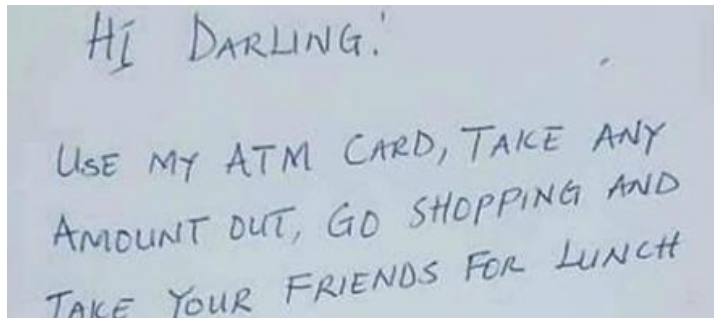 HI DARLING!
USE MY ATM CARD, TAKE ANY
AMOUNT OUT, GO SHOPPING AND
TAKE YOUR FRIENDS FOR LUNCH